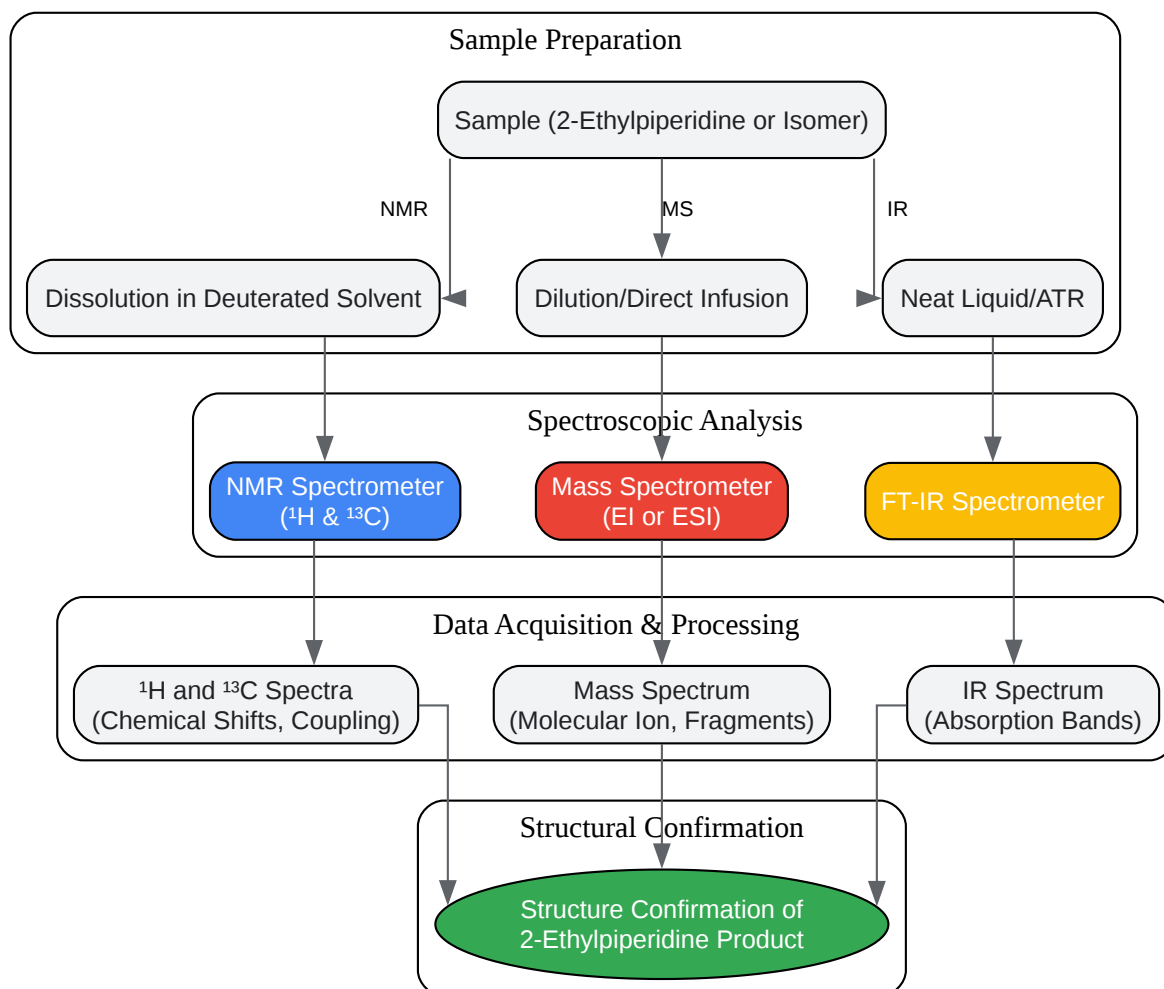 Sample Preparation
Sample (2-Ethylpiperidine or Isomer)
NMR
MS
IR
Dissolution in Deuterated Solvent
Dilution/Direct Infusion
Neat Liquid/ATR
Spectroscopic Analysis
NMR Spectrometer
(¹H & ¹³C)
Mass Spectrometer
(EI or ESI)
FT-IR Spectrometer
Data Acquisition & Processing
¹H and ¹³C Spectra
(Chemical Shifts, Coupling)
Mass Spectrum
(Molecular Ion, Fragments)
IR Spectrum
(Absorption Bands)
Structural Confirmation
Structure Confirmation of
2-Ethylpiperidine Product